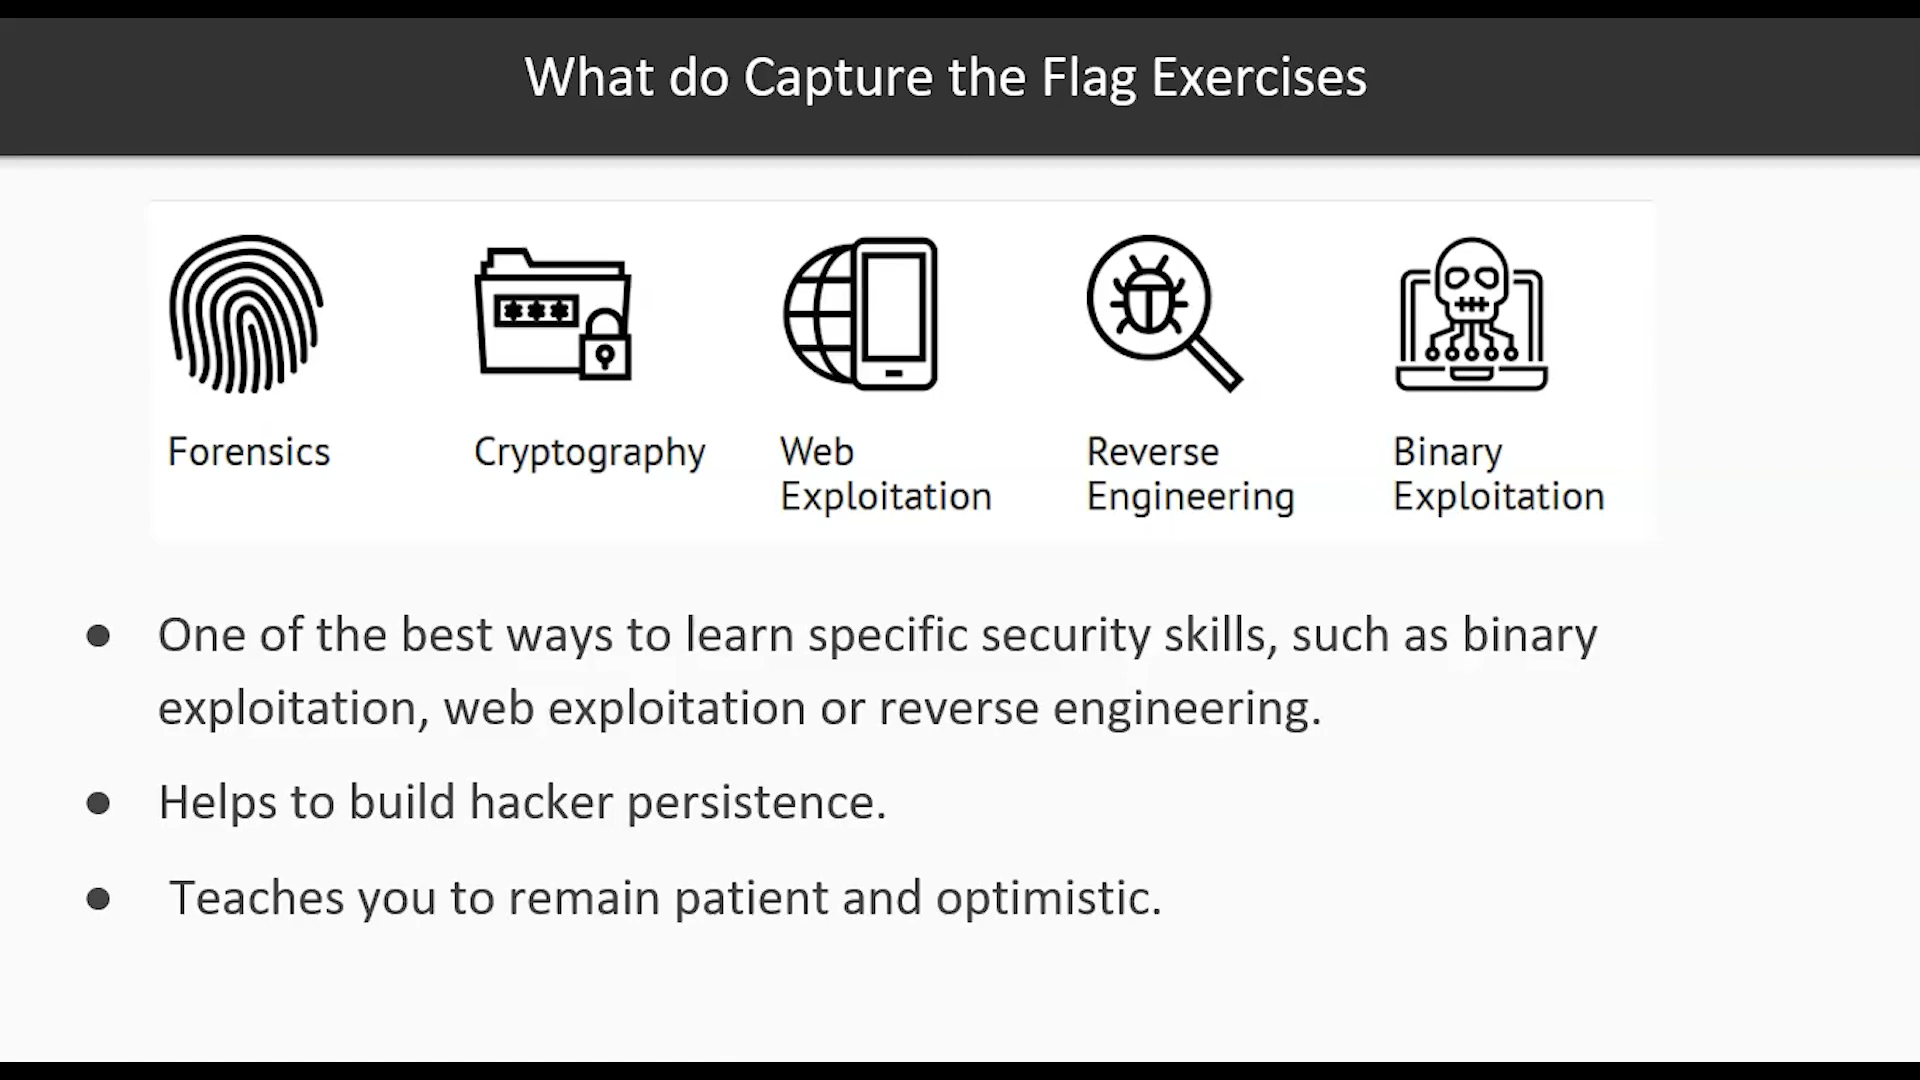 What do Capture the Flag Exercises
***
Forensics
Cryptography
Web
Exploitation
Reverse
Engineering
Binary
Exploitation
● One of the best ways to learn specific security skills, such as binary
exploitation, web exploitation or reverse engineering.
● Helps to build hacker persistence.
● Teaches you to remain patient and optimistic.